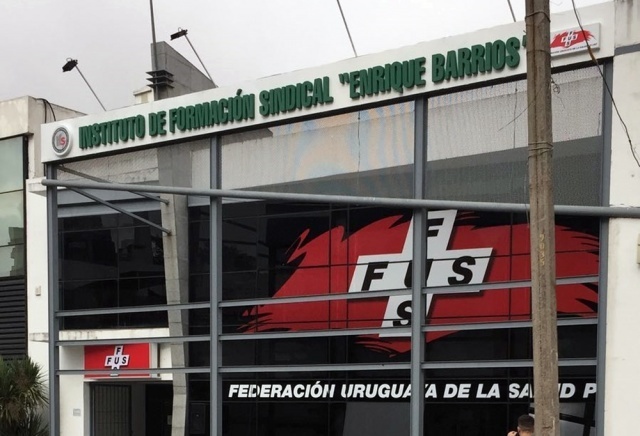 INSTITUTO DE FORMACIÓN SINDICAL "ENRIQUE BARRIOS"
F
FUS
S
F
FUS
S
FEDERACIÓN URUGUAYA DE LA SALUD P